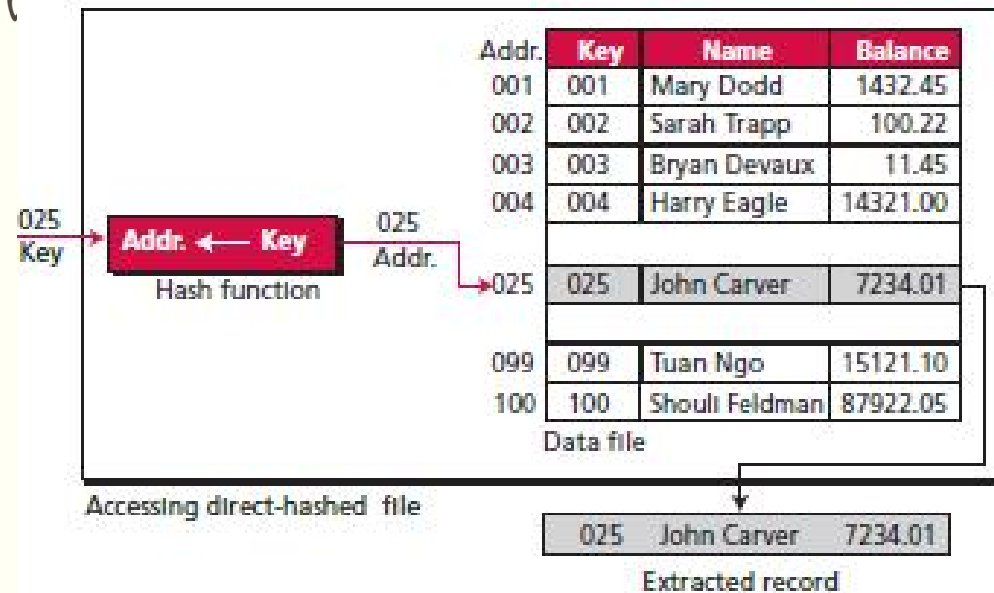 Addr. Key Name Balance
001 001 Mary Dodd 1432.45
002 002 Sarah Trapp 100.22
003 003 Bryan Devaux 11.45
004 004 Harry Eagle 14321.00
025 Key
Addr. ← Key
Hash function
025 Addr.
025 025 John Carver 7234.01
099 099 Tuan Ngo 15121.10
100 100 Shouli Feldman 87922.05
Data file
Accessing direct-hashed file
025 John Carver 7234.01
Extracted record